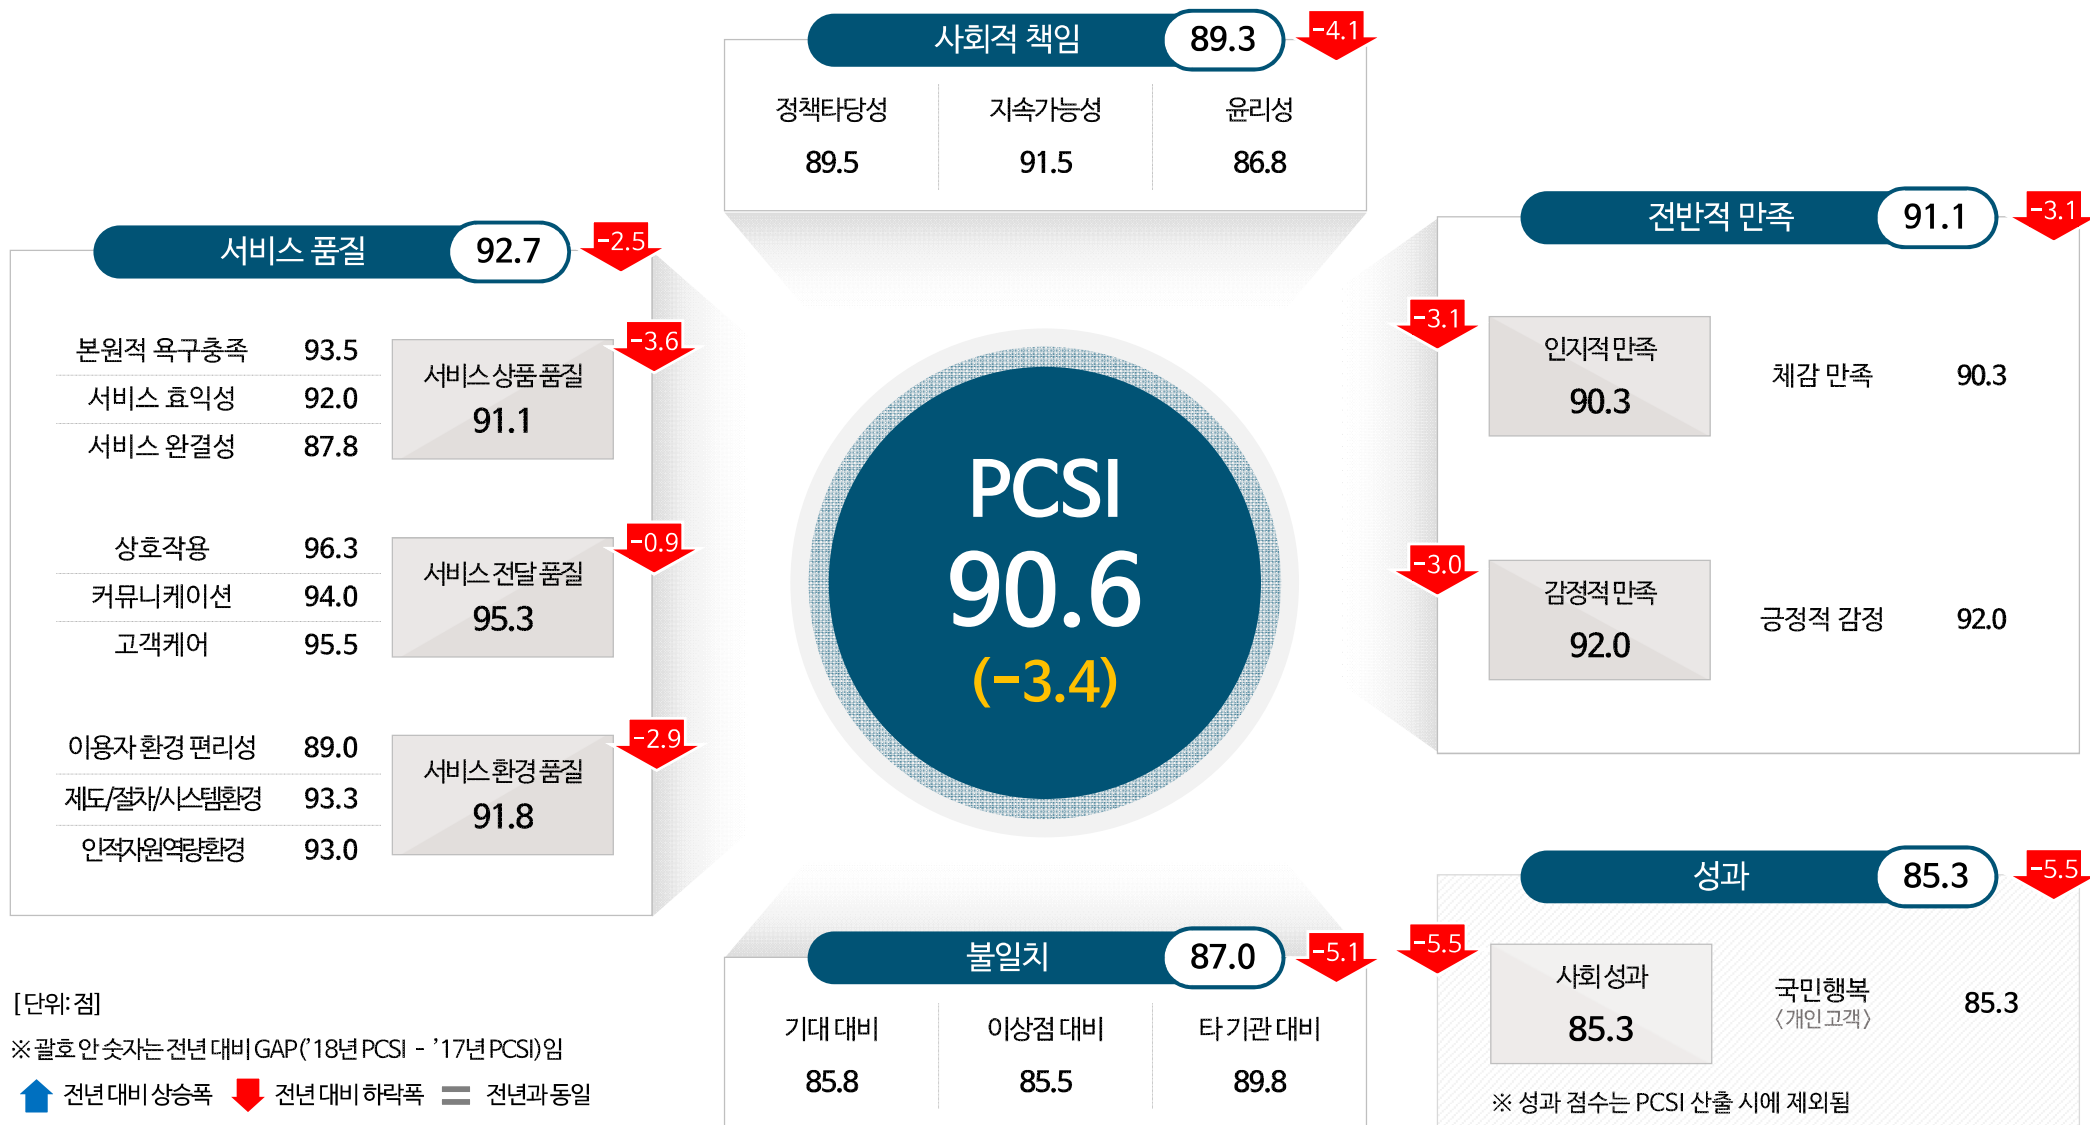 사회적 책임 89.3 -4.1
정책타당성 지속가능성 윤리성
89.5 91.5 86.8
서비스 품질 92.7 -2.5
본원적 욕구충족 93.5
서비스 효익성 92.0
서비스 완결성 87.8
서비스 상품 품질 -3.6
91.1
상호작용 96.3
커뮤니케이션 94.0
고객케어 95.5
서비스 전달 품질 -0.9
95.3
이용자 환경 편리성 89.0
제도/절차/시스템환경 93.3
인적자원역량환경 93.0
서비스 환경 품질 -2.9
91.8
PCSI
90.6
(-3.4)
전반적 만족 91.1 -3.1
-3.1
인지적 만족
90.3
체감 만족 90.3
-3.0
감정적 만족
92.0
긍정적 감정 92.0
불일치 87.0 -5.1
기대 대비 이상점 대비 타 기관 대비
85.8 85.5 89.8
성과 85.3 -5.5
-5.5
사회 성과
85.3
국민행복 85.3
〈개인 고객〉
※ 성과 점수는 PCSI 산출 시에 제외됨
[단위: 점]
※ 괄호 안 숫자는 전년 대비 GAP(’18년 PCSI - ’17년 PCSI)임
전년 대비 상승폭 전년 대비 하락폭 전년과 동일